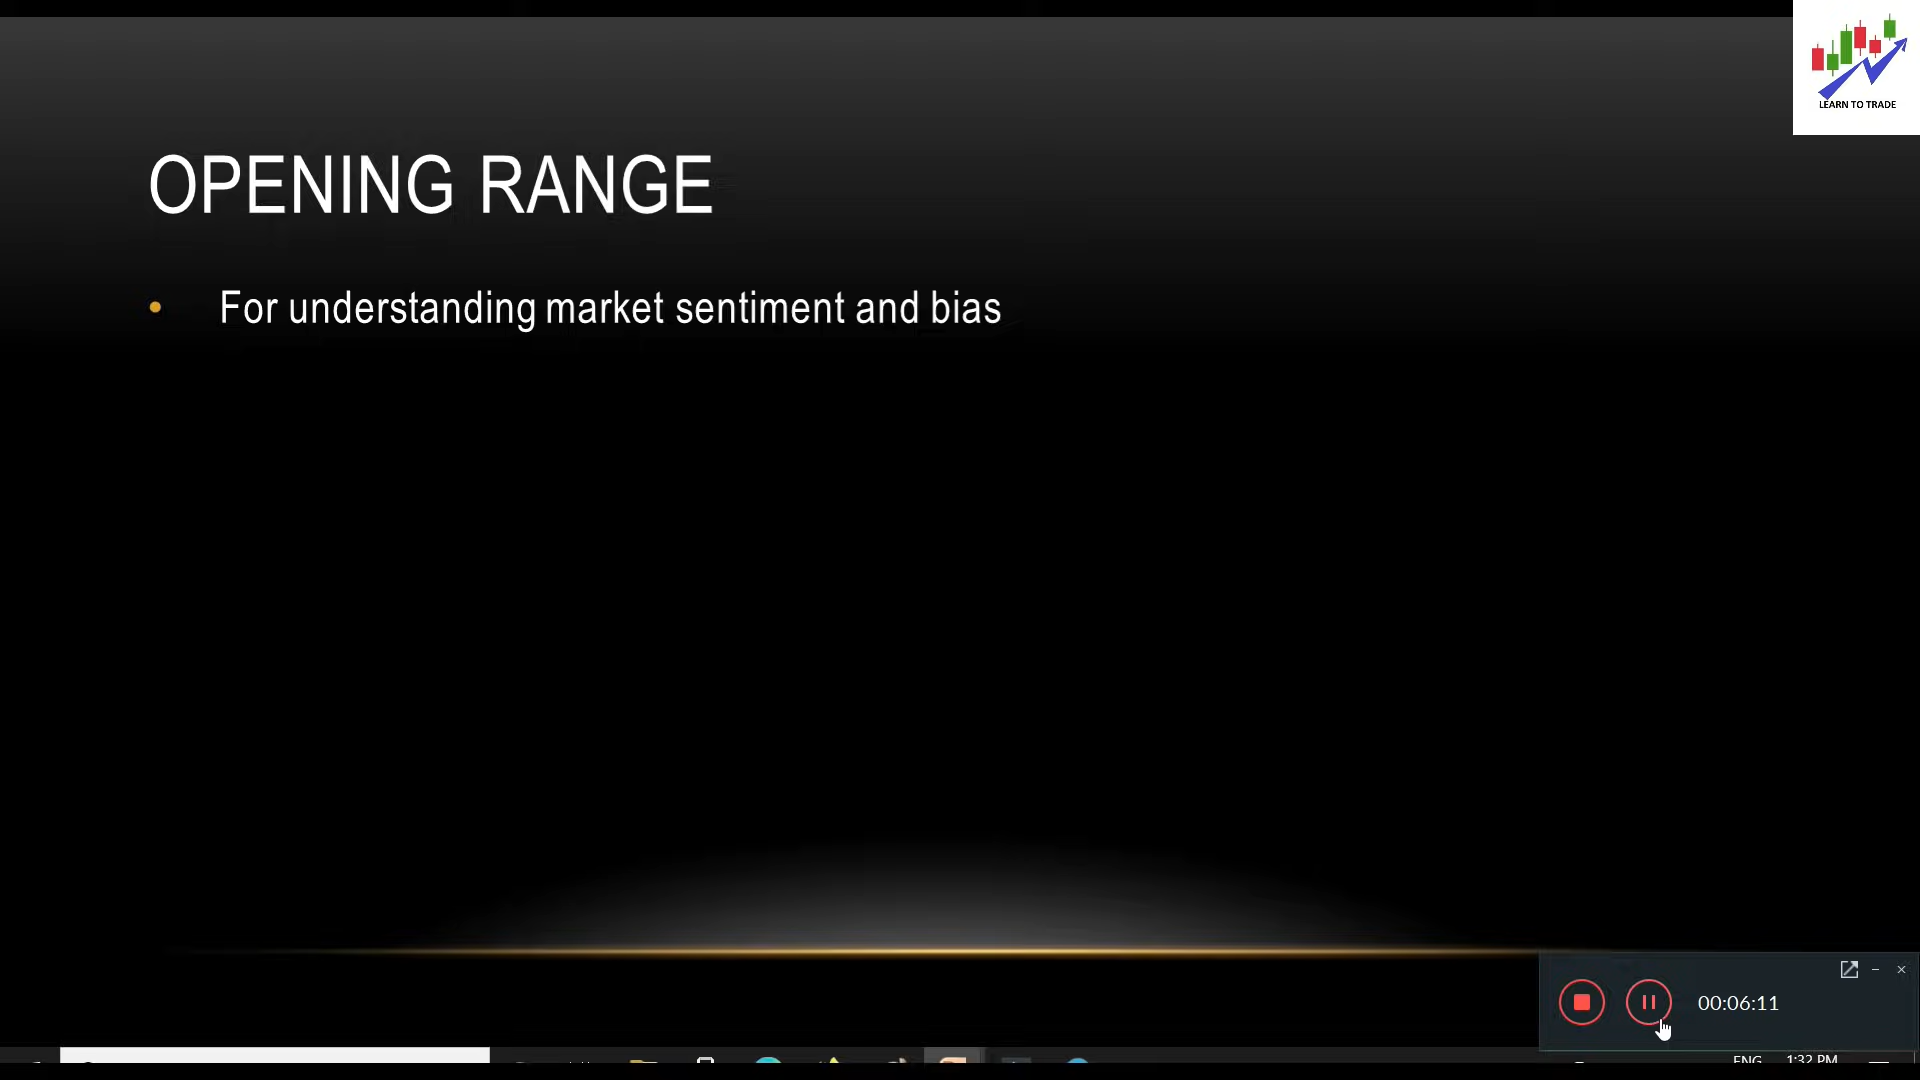 LEARN TO TRADE
OPENING RANGE
For understanding market sentiment and bias
00:06:11
ENG 1:32 PM